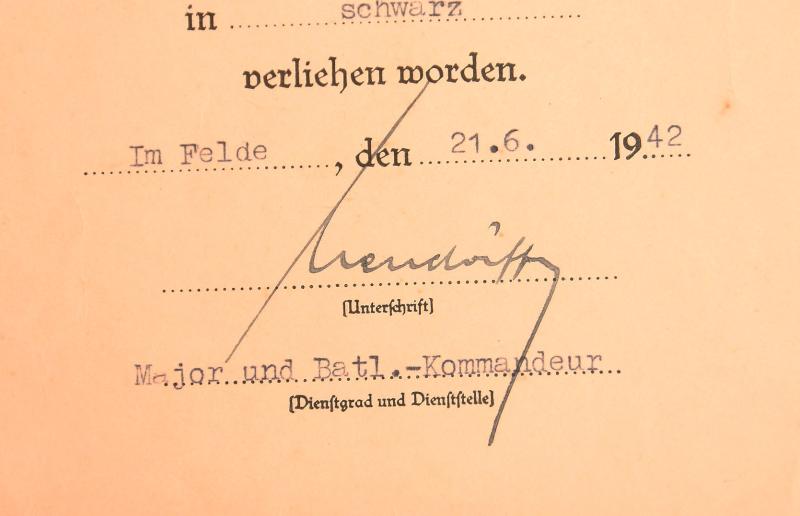 in schwarz
verliehen worden.
Im Felde, den 21.6. 1942
(Unterschrift)
Major und Batl.-Kommandeur
(Dienstgrad und Dienststelle)